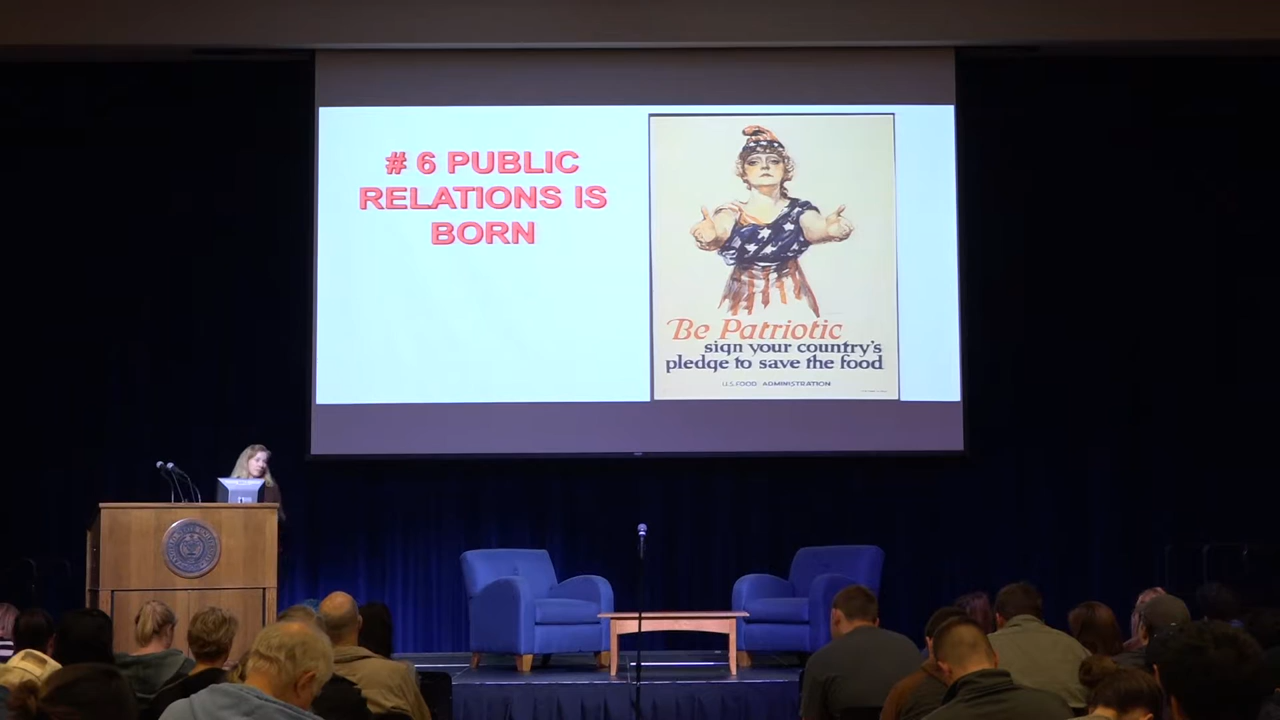 # 6 PUBLIC
RELATIONS IS
BORN
Be Patriotic
sign your country's
pledge to save the food
U.S. FOOD ADMINISTRATION